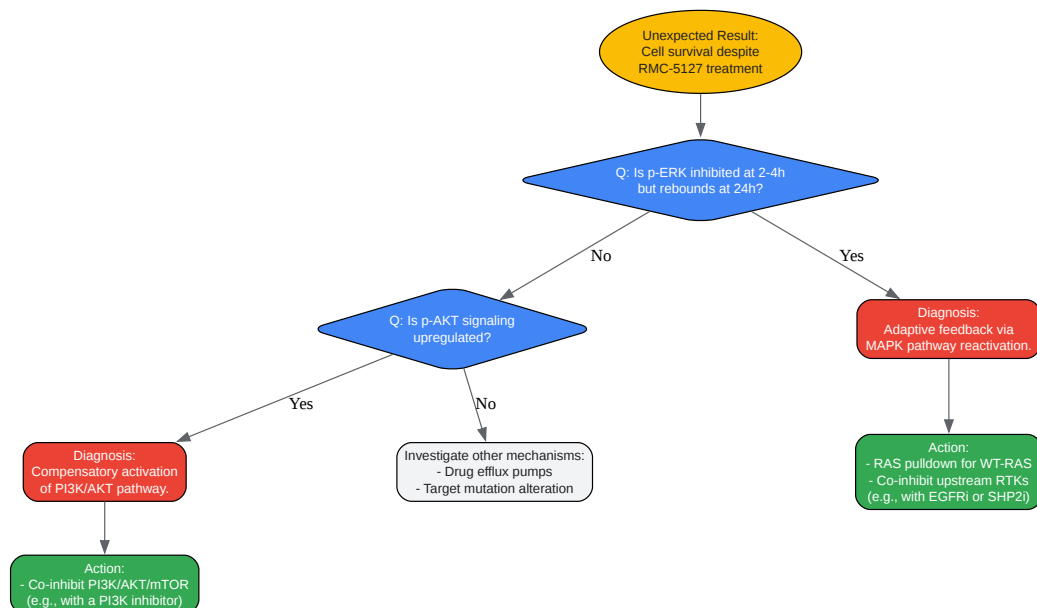 Unexpected Result:
Cell survival despite
RMC-5127 treatment
Q: Is p-ERK inhibited at 2-4h
but rebounds at 24h?
No
Yes
Q: Is p-AKT signaling
upregulated?
Diagnosis:
Adaptive feedback via
MAPK pathway reactivation.
Yes
No
Diagnosis:
Compensatory activation
of PI3K/AKT pathway.
Investigate other mechanisms:
- Drug efflux pumps
- Target mutation alteration
Action:
- RAS pulldown for WT-RAS
- Co-inhibit upstream RTKs
(e.g., with EGFRi or SHP2i)
Action:
- Co-inhibit PI3K/AKT/mTOR
(e.g., with a PI3K inhibitor)